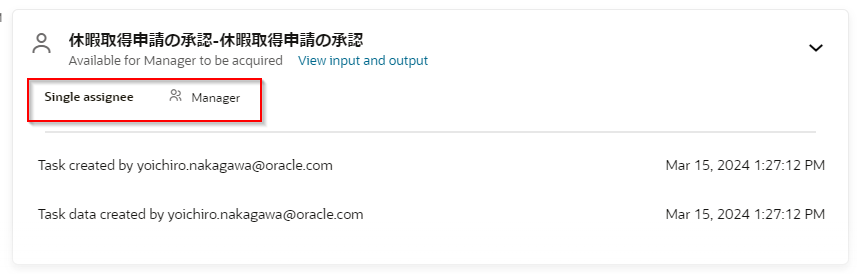 休暇取得申請の承認-休暇取得申請の承認
Available for Manager to be acquired View input and output
Single assignee Manager
Task created by yoichiro.nakagawa@oracle.com Mar 15, 2024 1:27:12 PM
Task data created by yoichiro.nakagawa@oracle.com Mar 15, 2024 1:27:12 PM